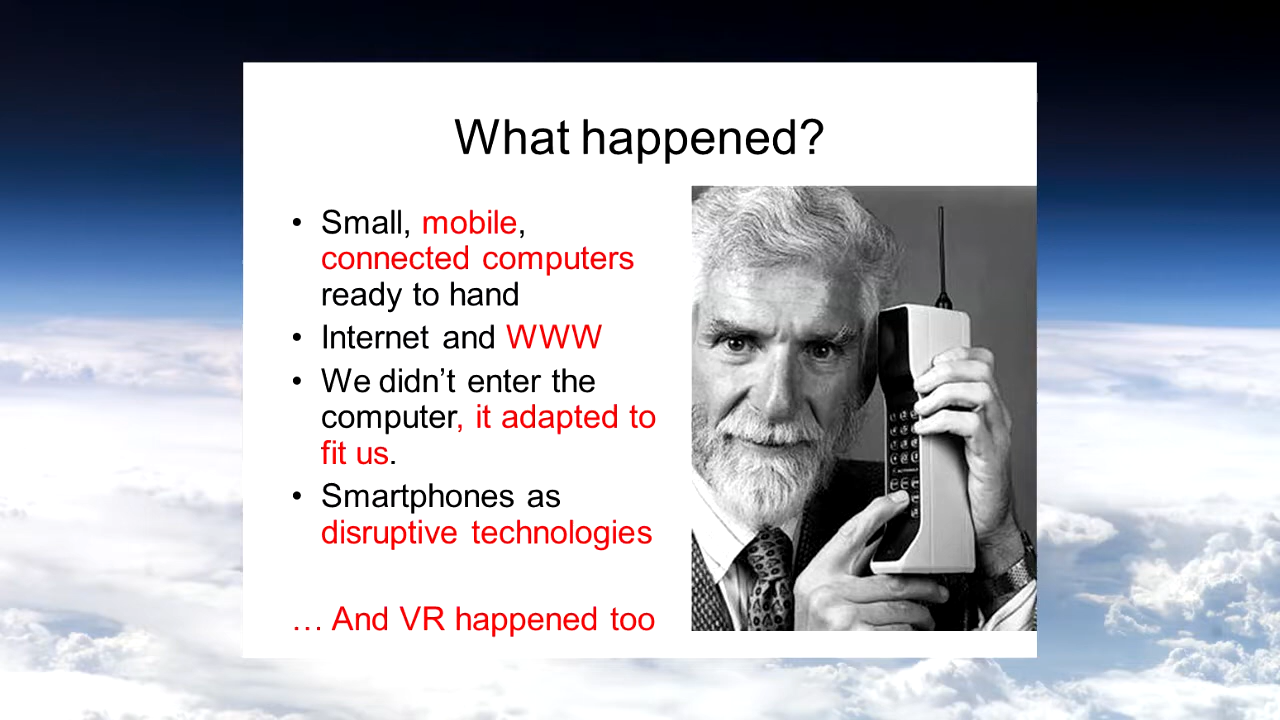 What happened?
• Small, mobile,
connected computers
ready to hand
• Internet and WWW
• We didn’t enter the
computer, it adapted to
fit us.
• Smartphones as
disruptive technologies
… And VR happened too